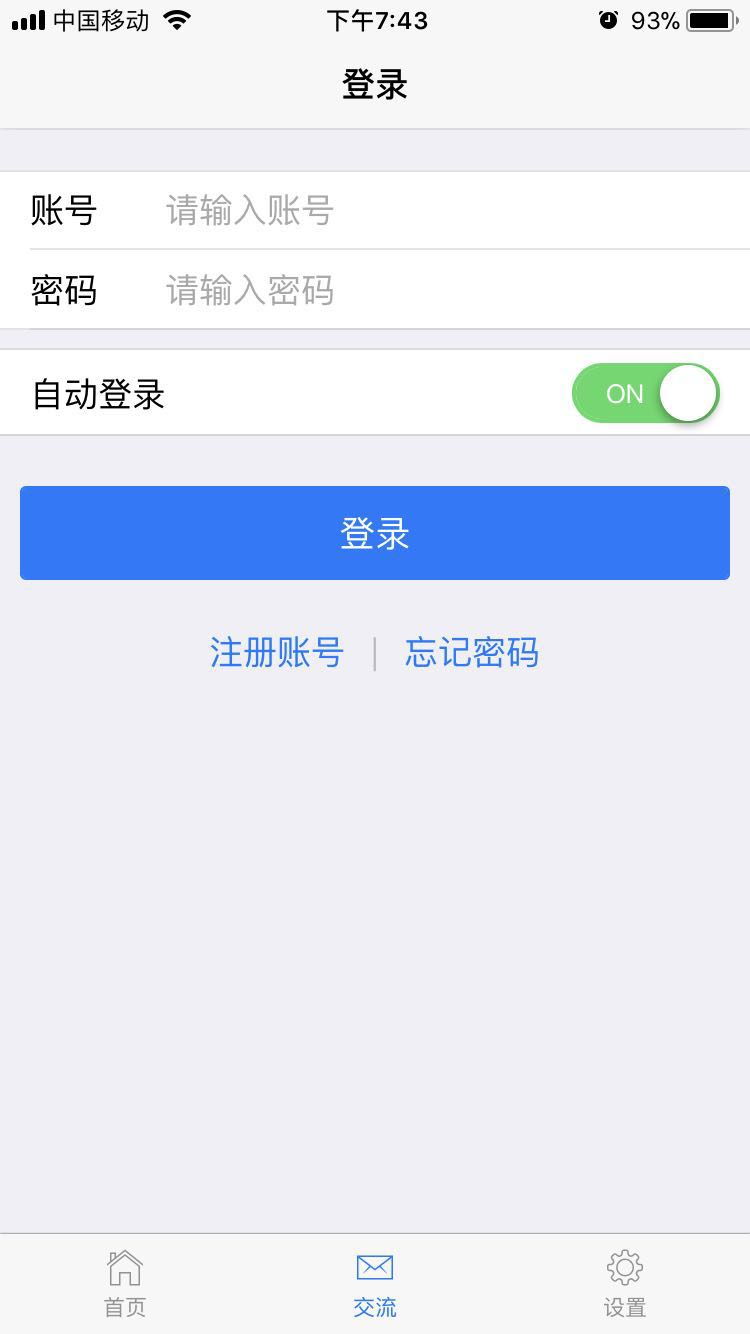 中国移动 下午7:43 93%
登录
账号 请输入账号
密码 请输入密码
自动登录 ON
登录
注册账号 | 忘记密码
首页 交流 设置